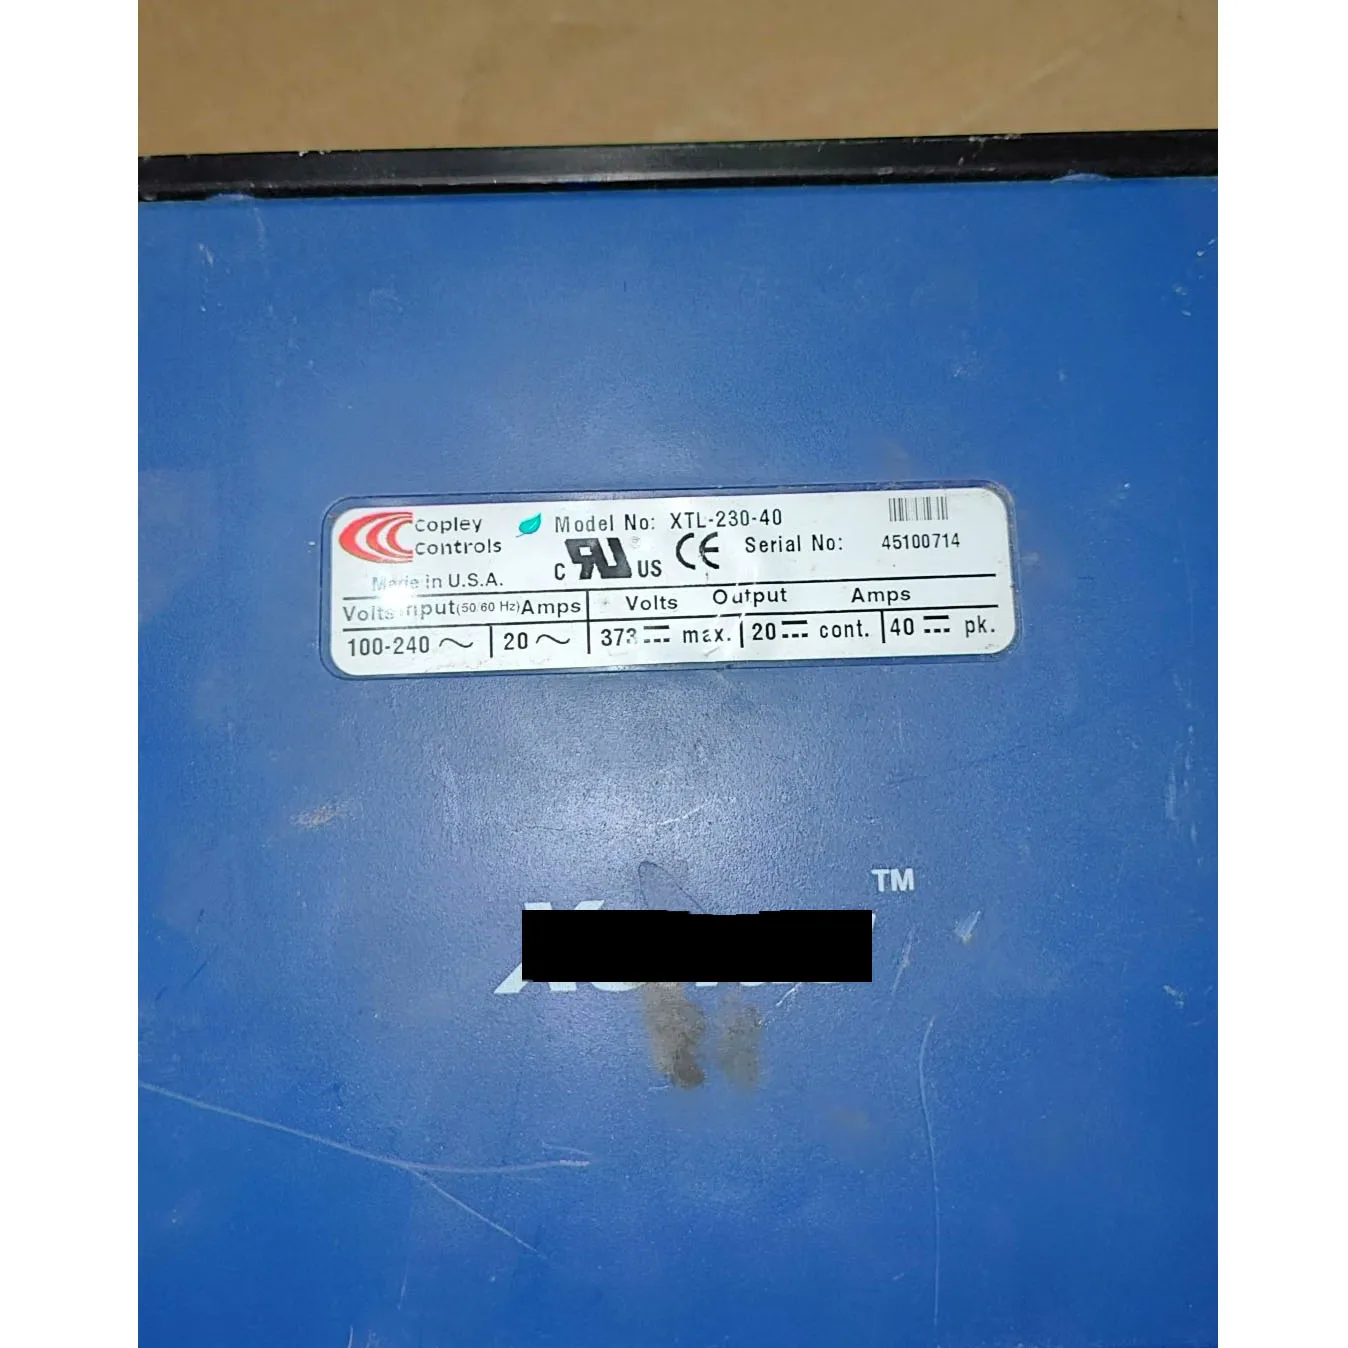 Copley Controls
Model No: XTL-230-40
Serial No: 45100714
Made in U.S.A.
C US CE
Volts Input (50/60 Hz) Amps Volts Output Amps
100-240 ~ 20 ~ 373 ⎓ max. 20 ⎓ cont. 40 ⎓ pk.
TM